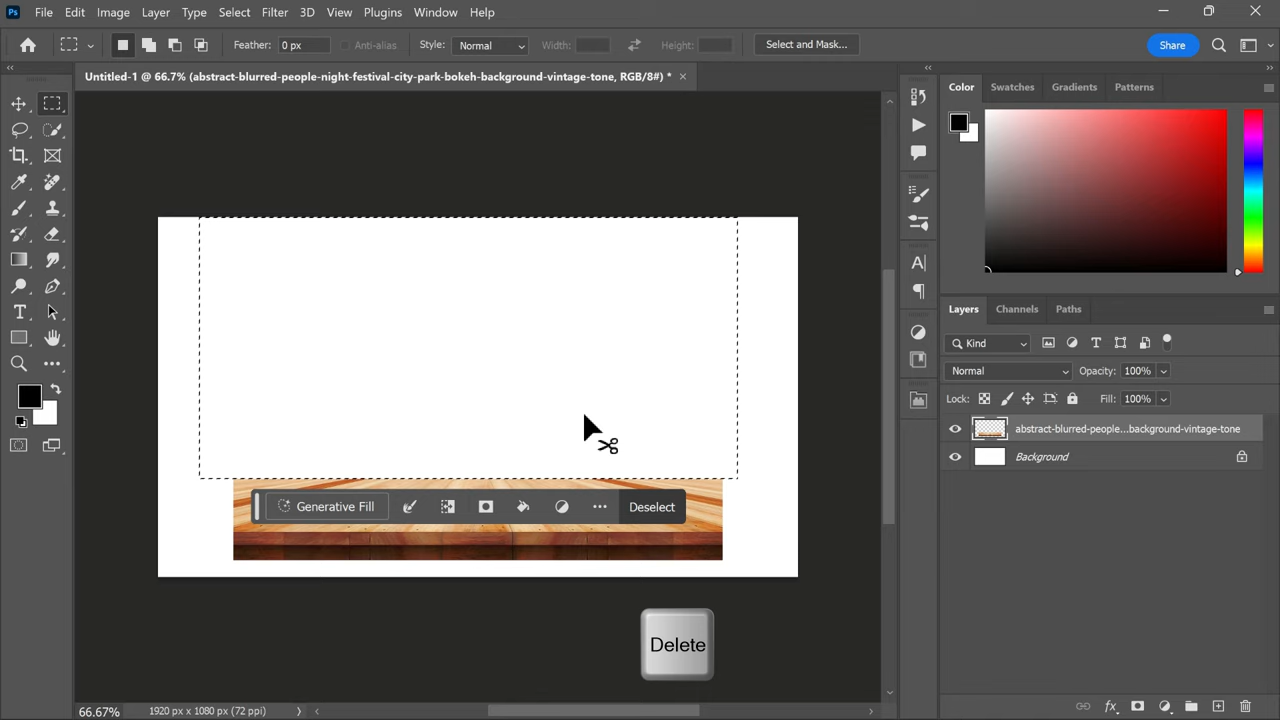 Ps File Edit Image Layer Type Select Filter 3D View Plugins Window Help
Feather: 0 px Anti-alias Style: Normal Width: Height: Select and Mask... Share
Untitled-1 @ 66.7% (abstract-blurred-people-night-festival-city-park-bokeh-background-vintage-tone, RGB/8#) * ×
Color Swatches Gradients Patterns
Layers Channels Paths
Kind
Normal Opacity: 100%
Lock: Fill: 100%
abstract-blurred-people...background-vintage-tone
Background
Generative Fill Deselect
Delete
66.67% 1920 px x 1080 px (72 ppi)